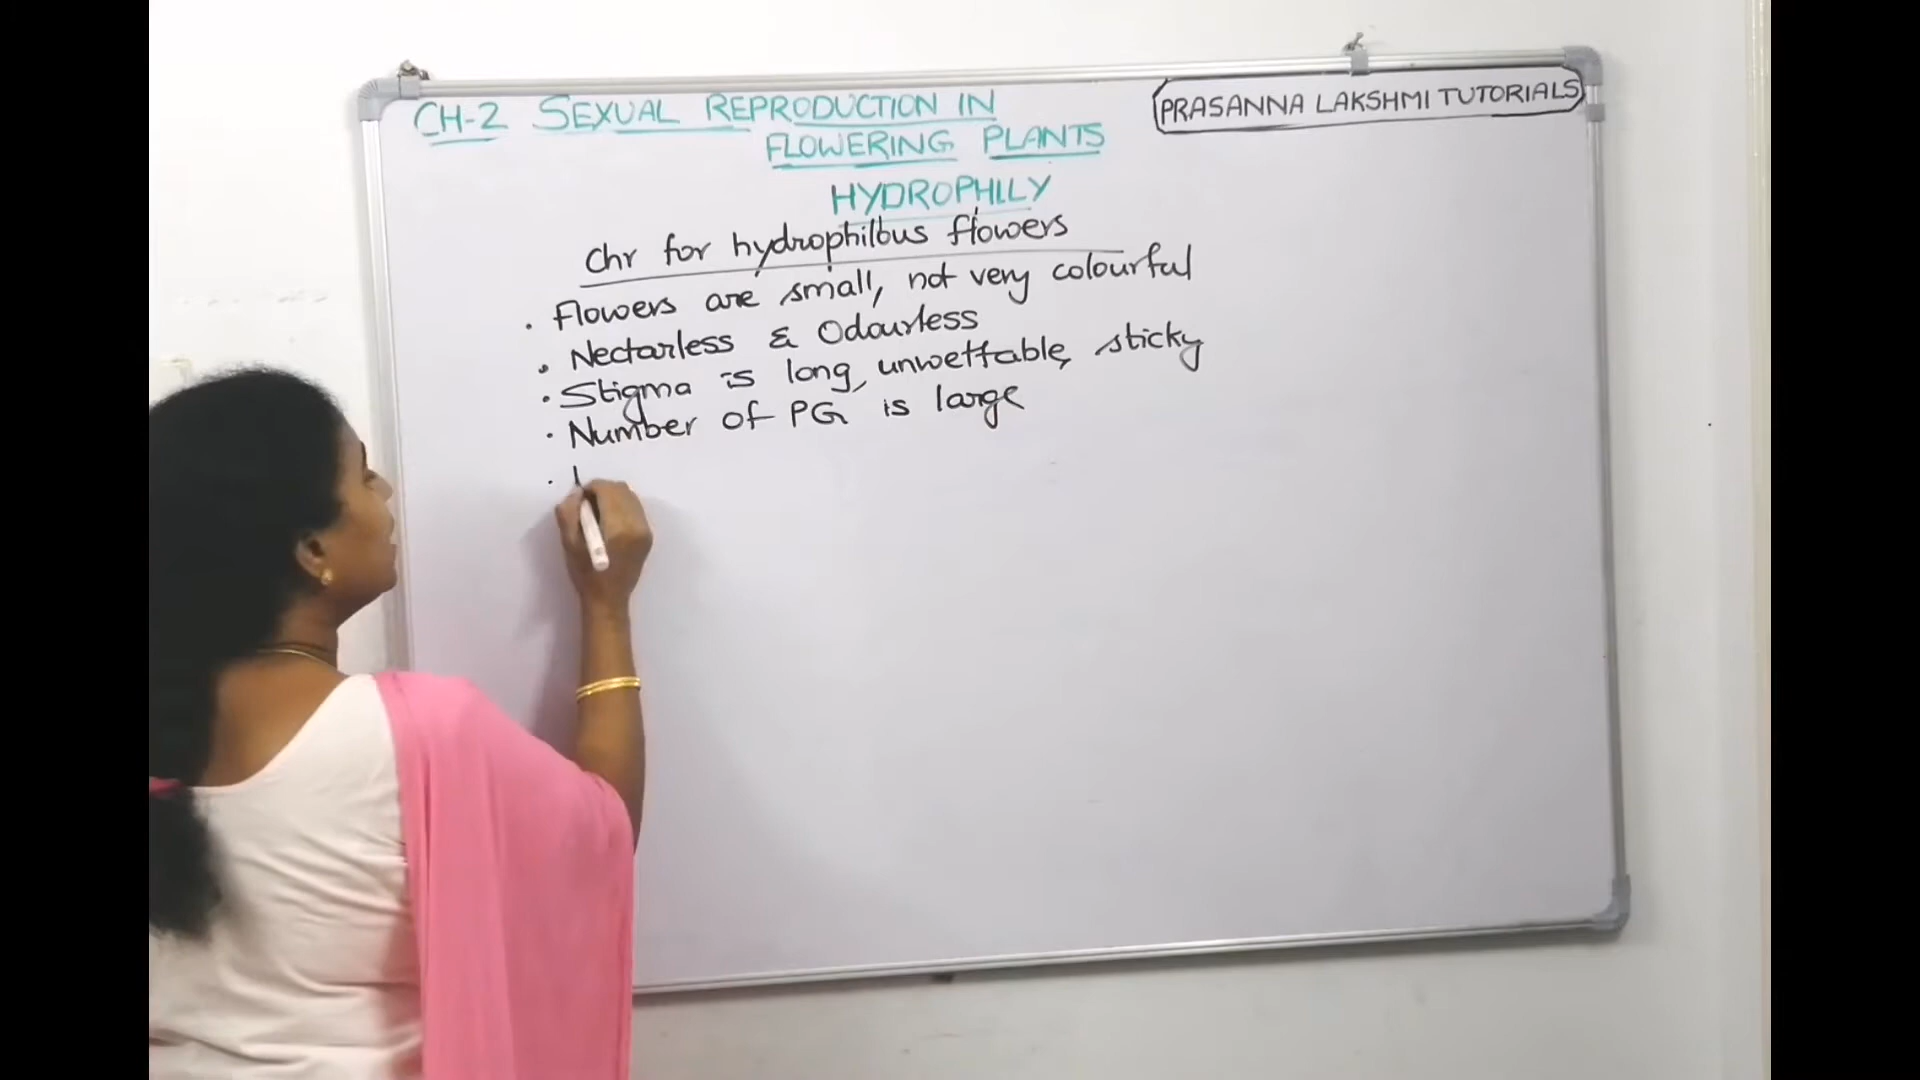 CH-2 SEXUAL REPRODUCTION IN
FLOWERING PLANTS
PRASANNA LAKSHMI TUTORIALS
HYDROPHILY
Chr for hydrophilous flowers
• Flowers are small, not very colourful
• Nectarless & Odourless
• Stigma is long, unwettable, sticky
• Number of PG is large
•